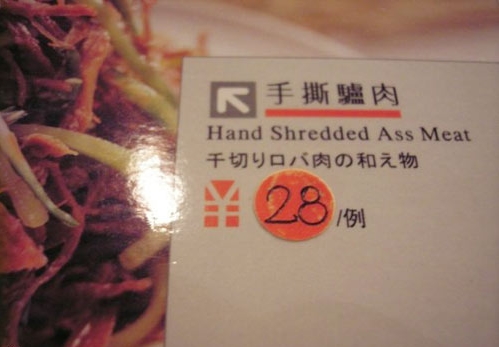 手撕驢肉
Hand Shredded Ass Meat
千切りロバ肉の和え物
¥ 28 /例